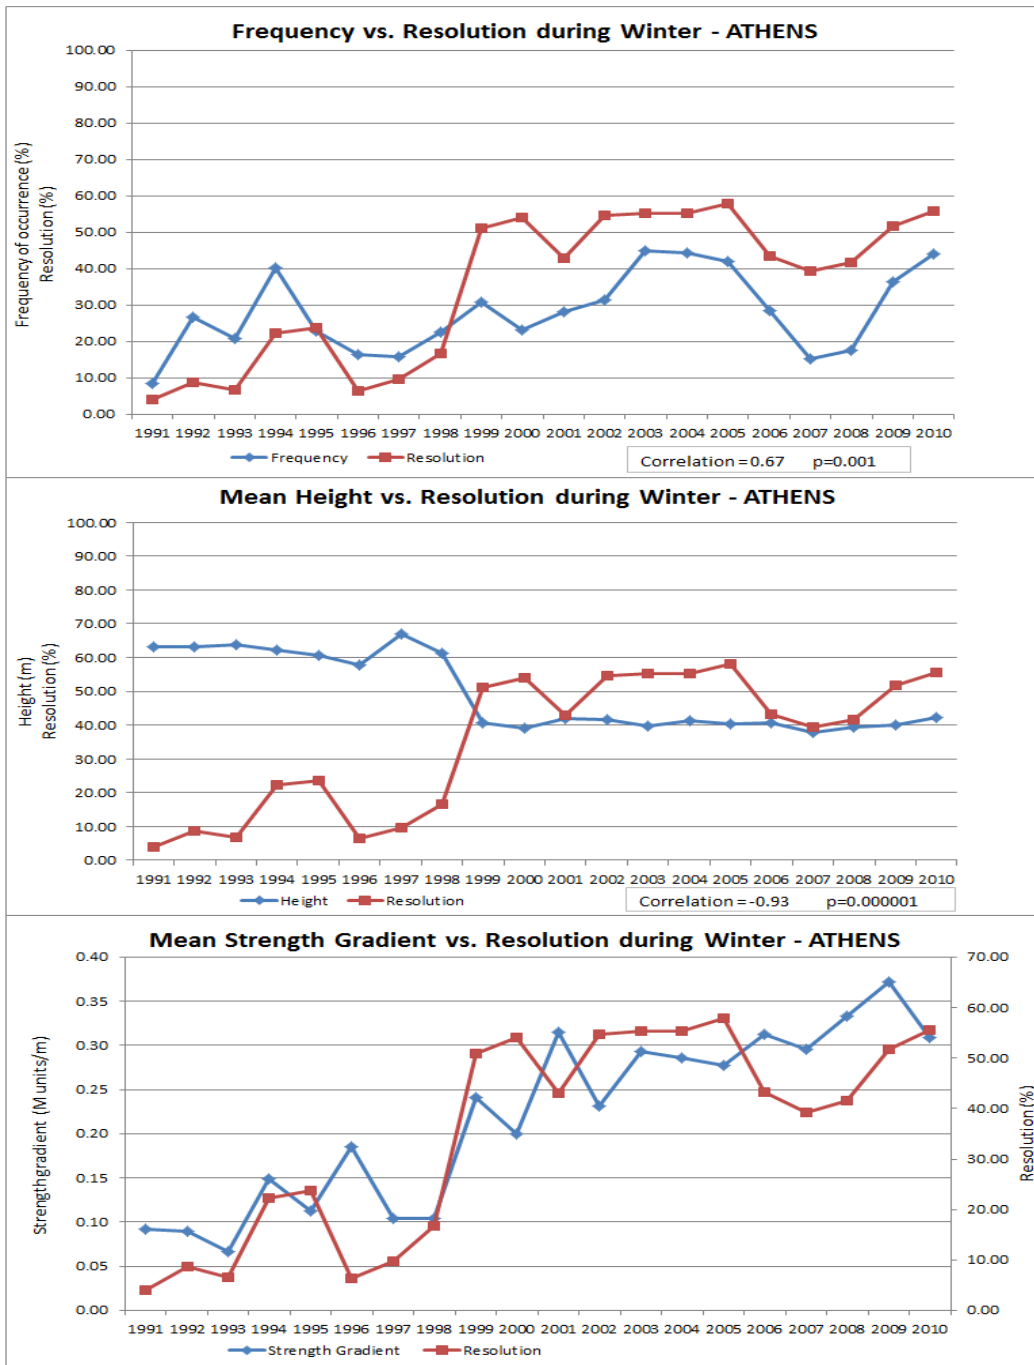 Frequency vs. Resolution during Winter - ATHENS
100.00
90.00
80.00
70.00
60.00
50.00
40.00
30.00
20.00
10.00
0.00
Frequency of occurrence (%)
Resolution (%)
1991 1992 1993 1994 1995 1996 1997 1998 1999 2000 2001 2002 2003 2004 2005 2006 2007 2008 2009 2010
Frequency Resolution
Correlation = 0.67 p=0.001
Mean Height vs. Resolution during Winter - ATHENS
100.00
90.00
80.00
70.00
60.00
50.00
40.00
30.00
20.00
10.00
0.00
Height (m)
Resolution (%)
1991 1992 1993 1994 1995 1996 1997 1998 1999 2000 2001 2002 2003 2004 2005 2006 2007 2008 2009 2010
Height Resolution
Correlation = -0.93 p=0.000001
Mean Strength Gradient vs. Resolution during Winter - ATHENS
0.40
0.35
0.30
0.25
0.20
0.15
0.10
0.05
0.00
Strengthgradient (M units/m)
70.00
60.00
50.00
40.00
30.00
20.00
10.00
0.00
Resolution (%)
1991 1992 1993 1994 1995 1996 1997 1998 1999 2000 2001 2002 2003 2004 2005 2006 2007 2008 2009 2010
Strength Gradient Resolution